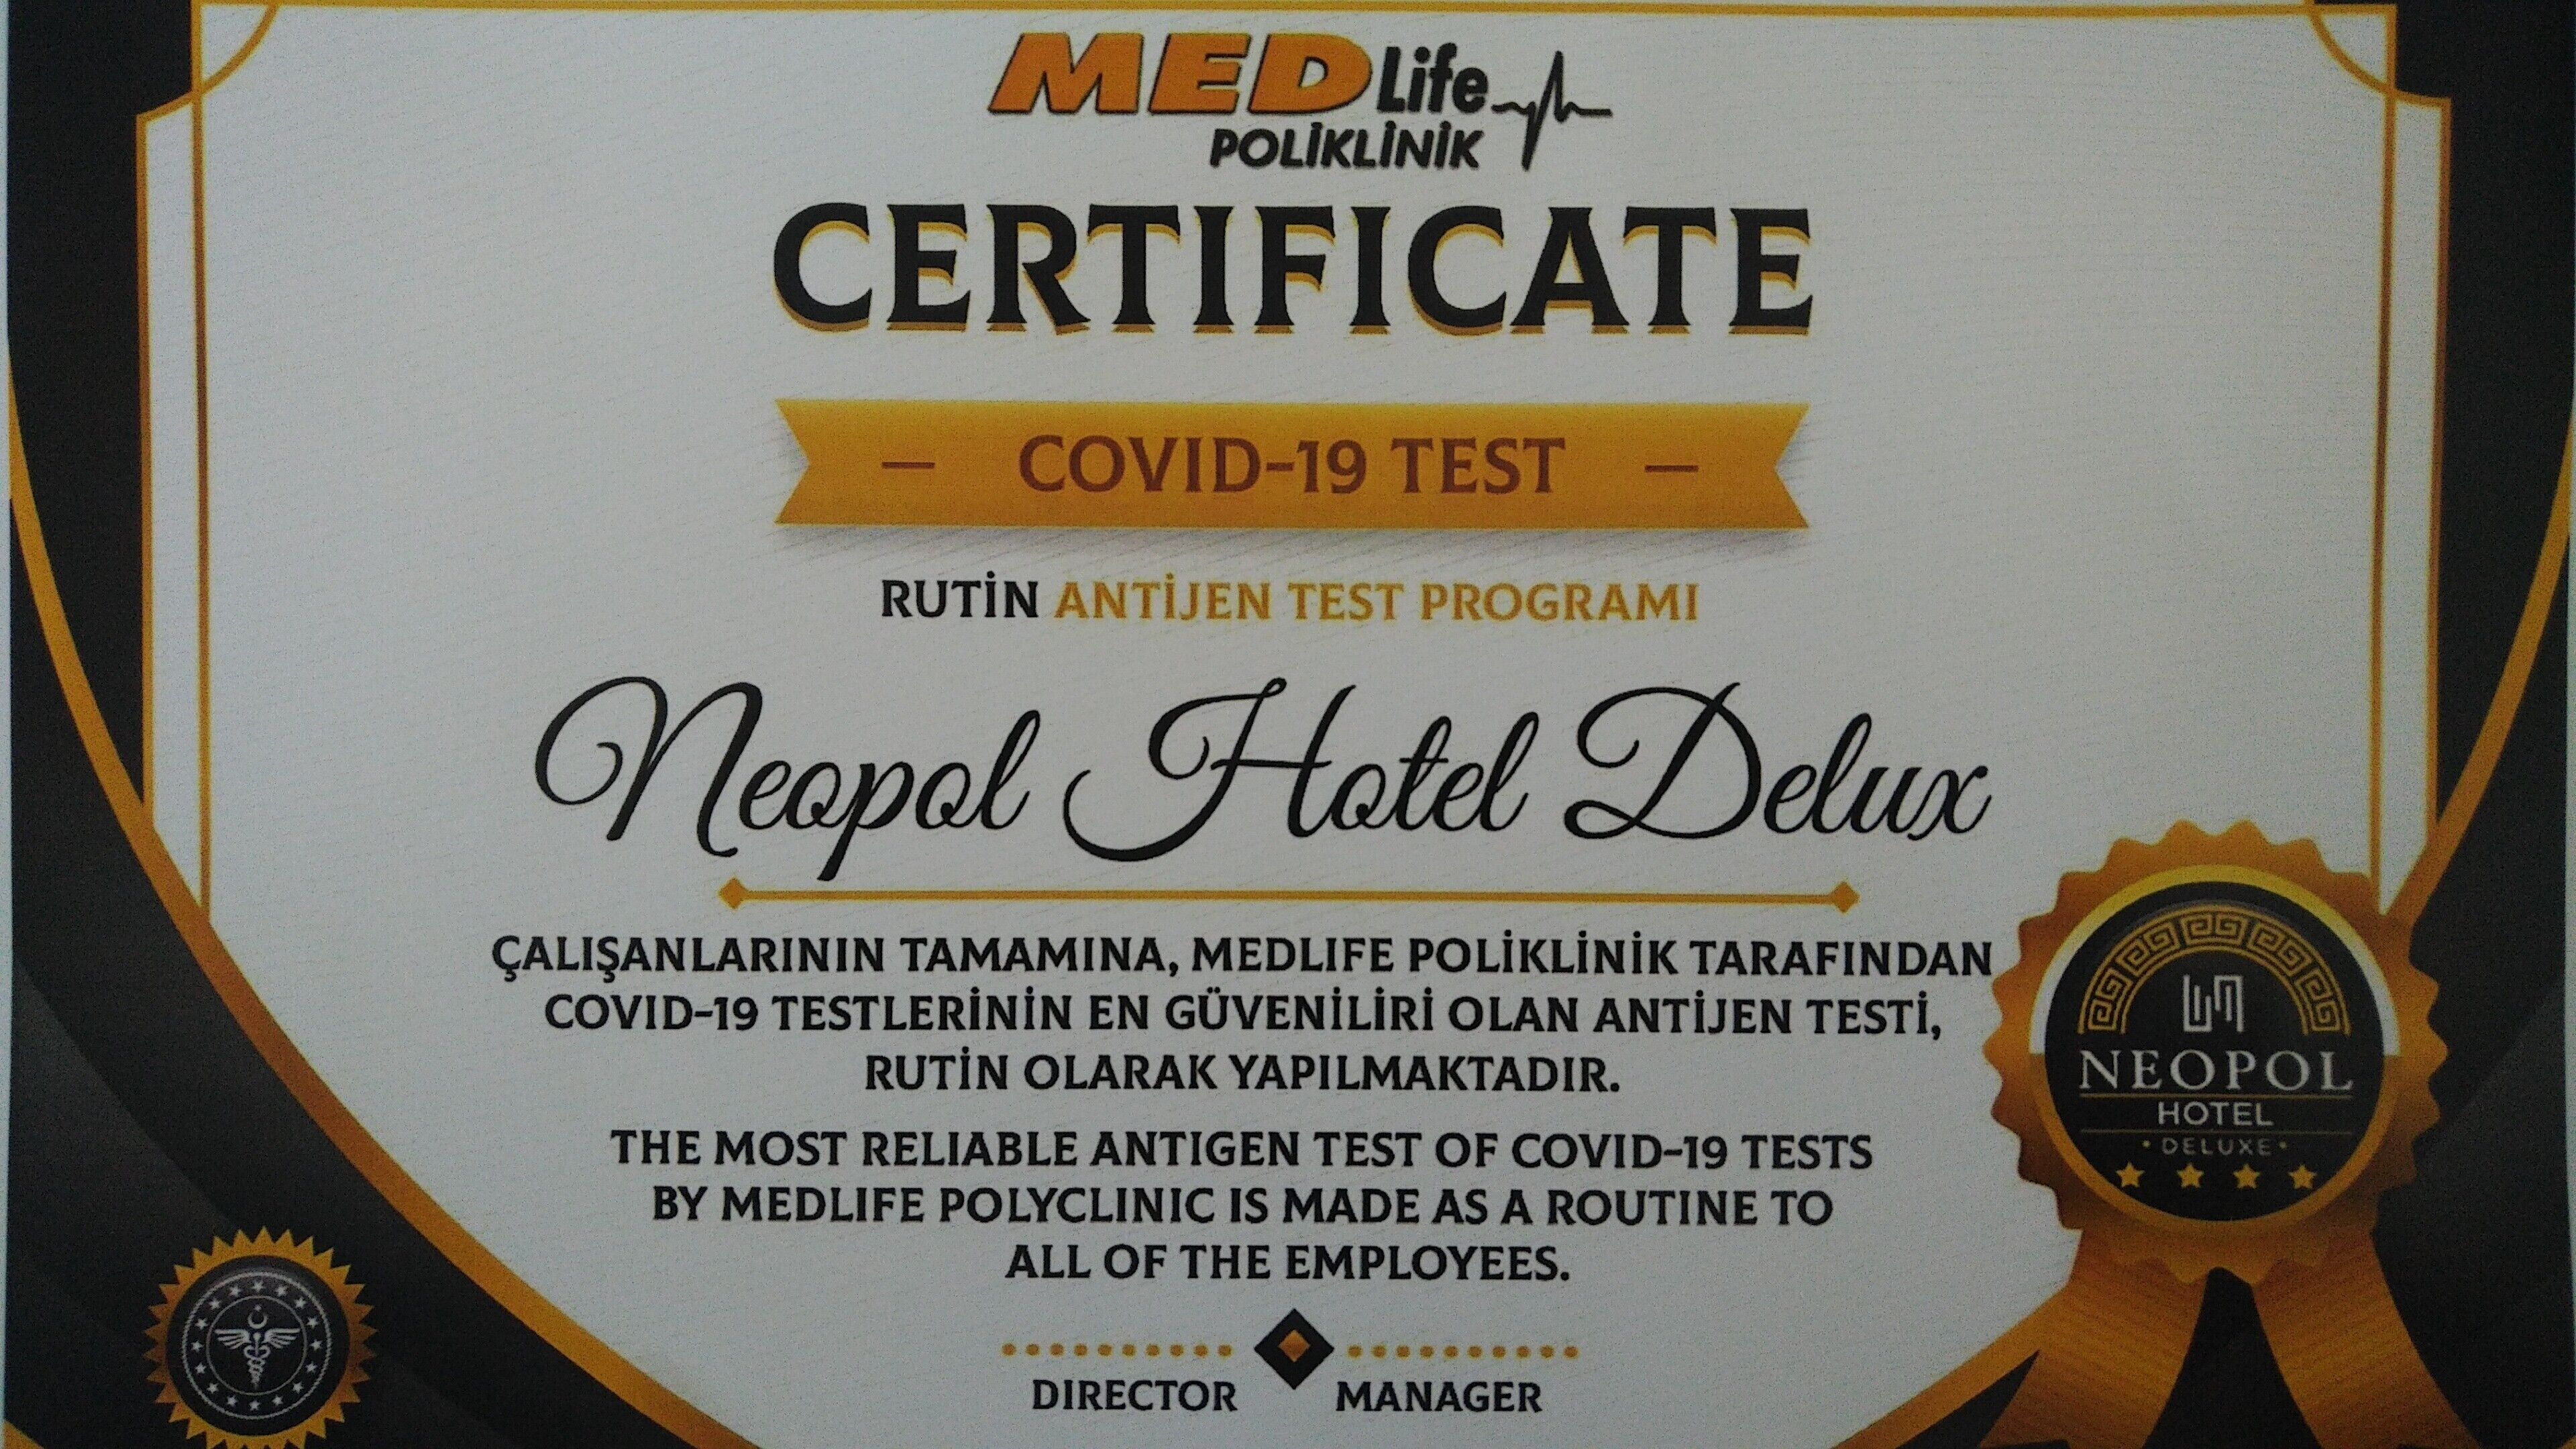 MED Life
POLİKLİNİK
CERTIFICATE
— COVID-19 TEST —
RUTİN ANTİJEN TEST PROGRAMI
Neopol Hotel Delux
ÇALIŞANLARININ TAMAMINA, MEDLIFE POLİKLİNİK TARAFINDAN
COVID-19 TESTLERİNİN EN GÜVENİLİRİ OLAN ANTİJEN TESTİ,
RUTİN OLARAK YAPILMAKTADIR.
THE MOST RELIABLE ANTIGEN TEST OF COVID-19 TESTS
BY MEDLIFE POLYCLINIC IS MADE AS A ROUTINE TO
ALL OF THE EMPLOYEES.
DIRECTOR MANAGER
NEOPOL
HOTEL
• DELUXE •